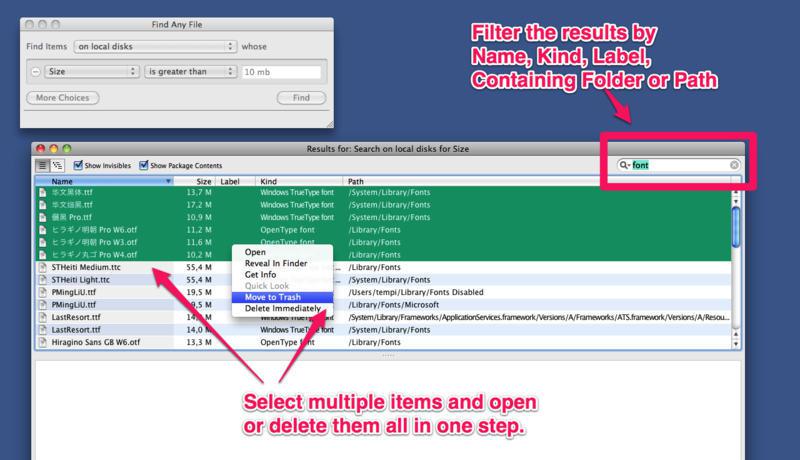 Find Any File
Filter the results by
Name, Kind, Label,
Containing Folder or Path
Find Items on local disks whose
Size is greater than 10 mb
More Choices Find
Results for: Search on local disks for Size
Show Invisibles Show Package Contents font
Name Size Label Kind Path
华文黑体.ttf 13,7 M Windows TrueType font /System/Library/Fonts
华文细黑.ttf 17,2 M Windows TrueType font /System/Library/Fonts
儷黑 Pro.ttf 10,9 M Windows TrueType font /System/Library/Fonts
ヒラギノ明朝 Pro W6.otf 11,2 M OpenType font /Library/Fonts
ヒラギノ明朝 Pro W3.otf 11,6 M OpenType font /Library/Fonts
ヒラギノ丸ゴ Pro W4.otf 10,2 M /Library/Fonts
STHeiti Medium.ttc 55,4 M ... /System/Library/Fonts
STHeiti Light.ttc 55,4 M ... /System/Library/Fonts
PMingLiU.ttf 19,5 M /Users/tempi/Library/Fonts Disabled
PMingLiU.ttf 19,5 M /Library/Fonts/Microsoft
LastResort.ttf 14,0 M /System/Library/Frameworks/ApplicationServices.framework/Versions/A/Frameworks/ATS.framework/Versions/A/Resou...
LastResort.ttf 14,0 M Windows TrueType font /System/Library/Fonts
Hiragino Sans GB W6.otf 13,3 M OpenType font /Library/Fonts
Open
Reveal In Finder
Get Info
Quick Look
Move to Trash
Delete Immediately
Select multiple items and open
or delete them all in one step.